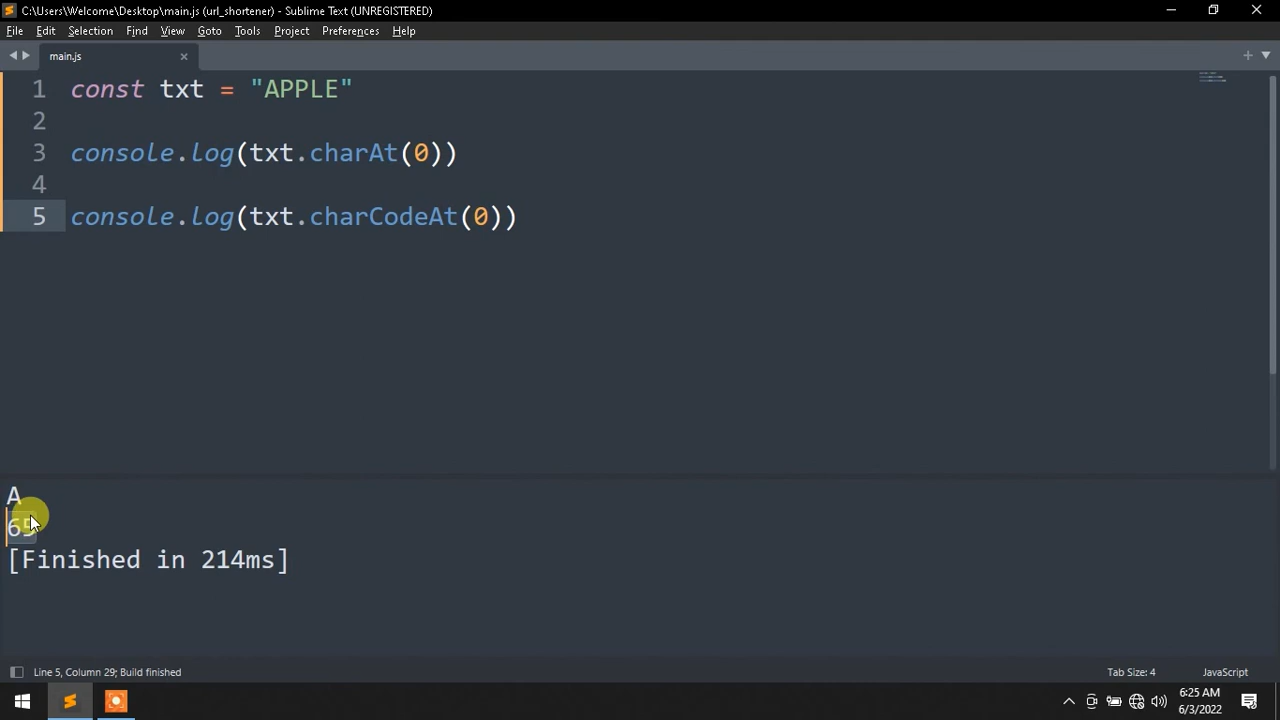 C:\Users\Welcome\Desktop\main.js (url_shortener) - Sublime Text (UNREGISTERED)
File Edit Selection Find View Goto Tools Project Preferences Help
main.js
1 const txt = "APPLE"
2
3 console.log(txt.charAt(0))
4
5 console.log(txt.charCodeAt(0))
A
65
[Finished in 214ms]
Line 5, Column 29; Build finished Tab Size: 4 JavaScript
6:25 AM
6/3/2022